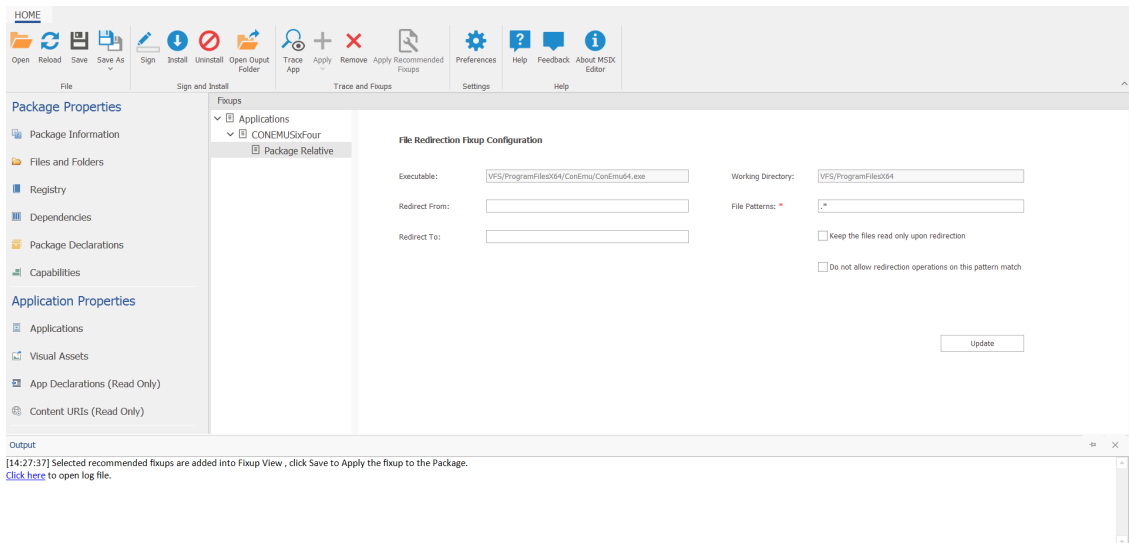 HOME
Open
Reload
Save
Save As
Sign
Install
Uninstall
Open Ouput
Folder
Trace
App
Apply
Remove
Apply Recommended
Fixups
Preferences
Help
Feedback
About MSIX
Editor
File
Sign and Install
Trace and Fixups
Settings
Help
Package Properties
Package Information
Files and Folders
Registry
Dependencies
Package Declarations
Capabilities
Application Properties
Applications
Visual Assets
App Declarations (Read Only)
Content URIs (Read Only)
Fixups
Applications
CONEMUSixFour
Package Relative
File Redirection Fixup Configuration
Executable: VFS/ProgramFilesX64/ConEmu/ConEmu64.exe
Working Directory: VFS/ProgramFilesX64
Redirect From:
File Patterns: * .*
Redirect To:
Keep the files read only upon redirection
Do not allow redirection operations on this pattern match
Update
Output
[14:27:37] Selected recommended fixups are added into Fixup View , click Save to Apply the fixup to the Package.
Click here to open log file.